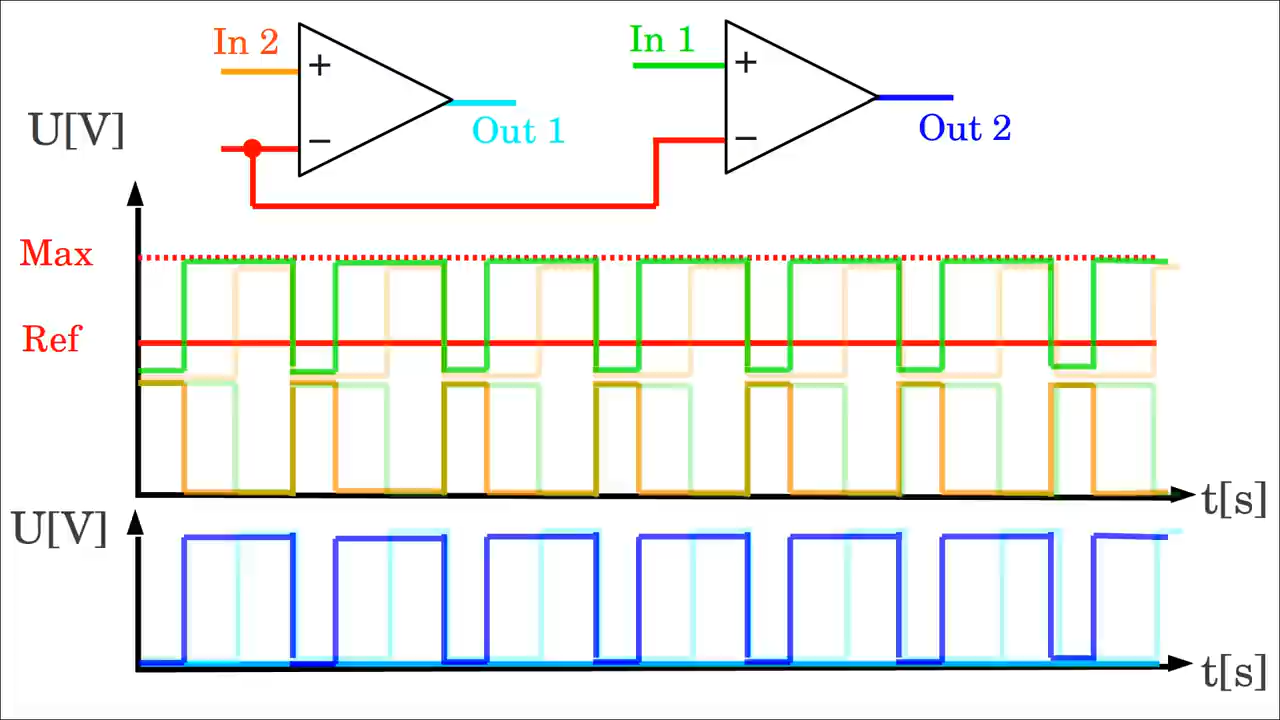 In 2
In 1
+
+
U[V]
Out 1
Out 2
−
−
Max
Ref
t[s]
U[V]
t[s]